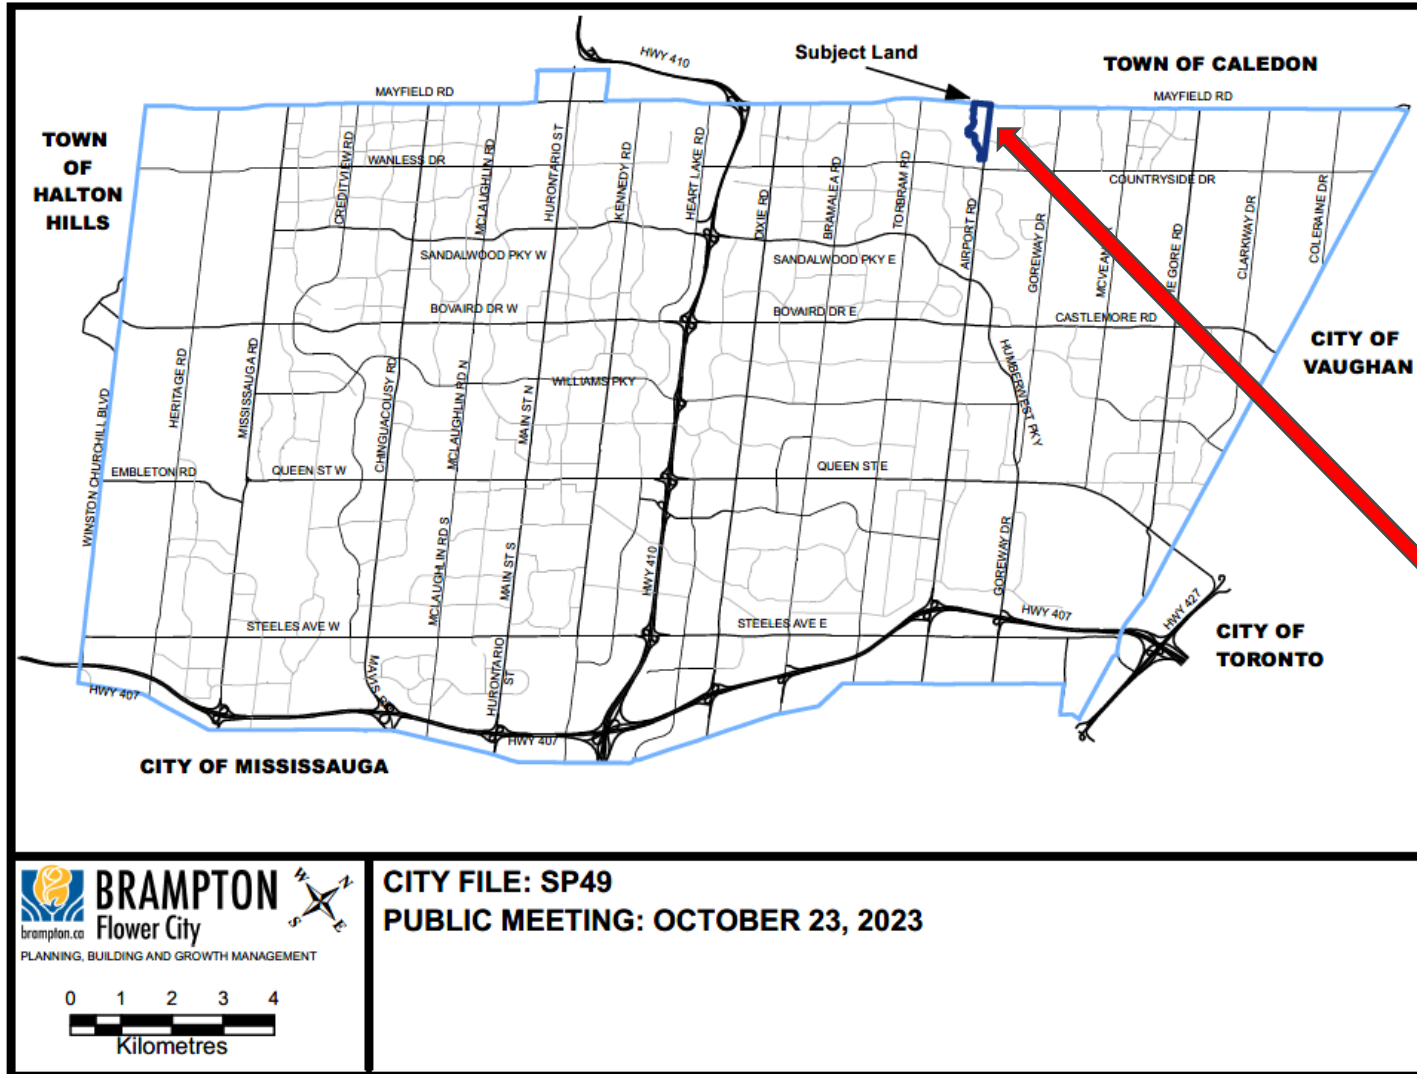 Subject Land
TOWN OF CALEDON
HWY 410
MAYFIELD RD
MAYFIELD RD
TOWN
OF
HALTON
HILLS
CREDITVIEW RD
WANLESS DR
MCLAUGHLIN RD
HURONTARIO ST
KENNEDY RD
HEART LAKE RD
DIXIE RD
BRAMALEA RD
TORBRAM RD
AIRPORT RD
COUNTRYSIDE DR
GOREWAY DR
CLARKWAY DR
COLERAINE DR
SANDALWOOD PKY W
SANDALWOOD PKY E
BOVAIRD DR W
BOVAIRD DR E
CASTLEMORE RD
CITY OF
VAUGHAN
HERITAGE RD
MISSISSAUGA RD
CHINGUACOUSY RD
MCLAUGHLIN RD N
MAIN ST N
WILLIAMS PKY
HUMBERWEST PKY
WINSTON CHURCHILL BLVD
EMBLETON RD
QUEEN ST W
QUEEN ST E
MCLAUGHLIN RD S
MAIN ST S
HWY 410
GOREWAY DR
HWY 407
HWY 427
STEELES AVE W
STEELES AVE E
CITY OF
TORONTO
HWY 407
HURONTARIO
ST
HWY 407
CITY OF MISSISSAUGA
BRAMPTON
brampton.ca
Flower City
PLANNING, BUILDING AND GROWTH MANAGEMENT
W
N
S
E
0 1 2 3 4
Kilometres
CITY FILE: SP49
PUBLIC MEETING: OCTOBER 23, 2023